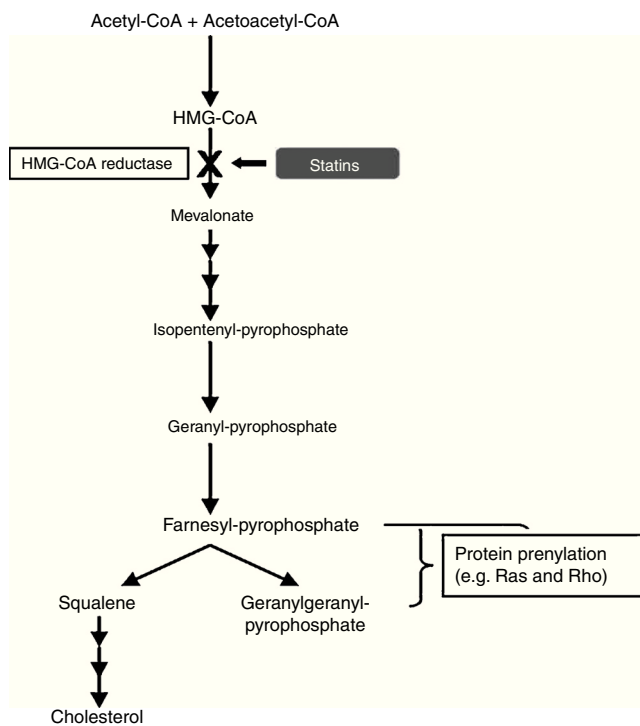 Acetyl-CoA + Acetoacetyl-CoA
HMG-CoA
HMG-CoA reductase
Statins
Mevalonate
Isopentenyl-pyrophosphate
Geranyl-pyrophosphate
Farnesyl-pyrophosphate
Protein prenylation
(e.g. Ras and Rho)
Squalene
Geranylgeranyl-
pyrophosphate
Cholesterol